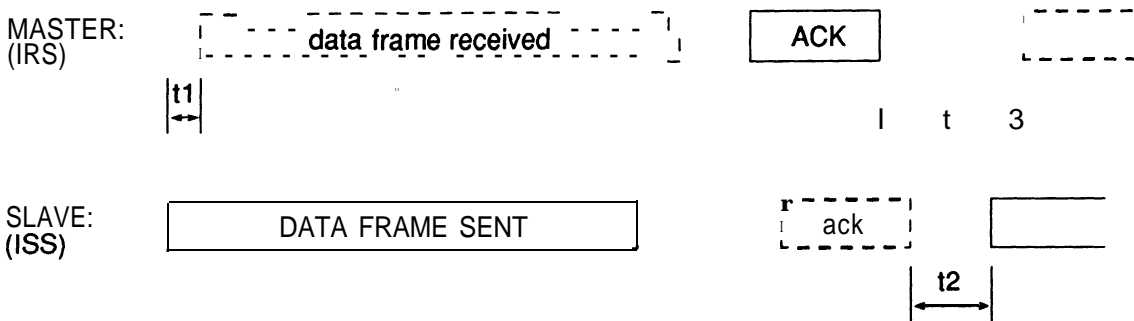 MASTER:
(IRS)
data frame received
ACK
t1
l t 3
SLAVE:
(ISS)
DATA FRAME SENT
ack
t2